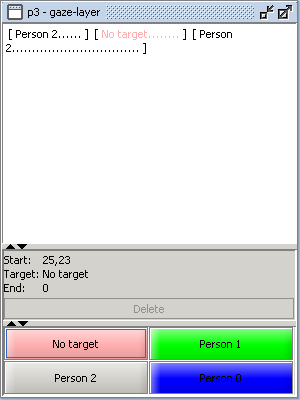 p3 - gaze-layer
[ Person 2...... ] [ No target........ ] [ Person
2............................... ]
Start: 25,23
Target: No target
End: 0
Delete
No target
Person 1
Person 2
Person 0